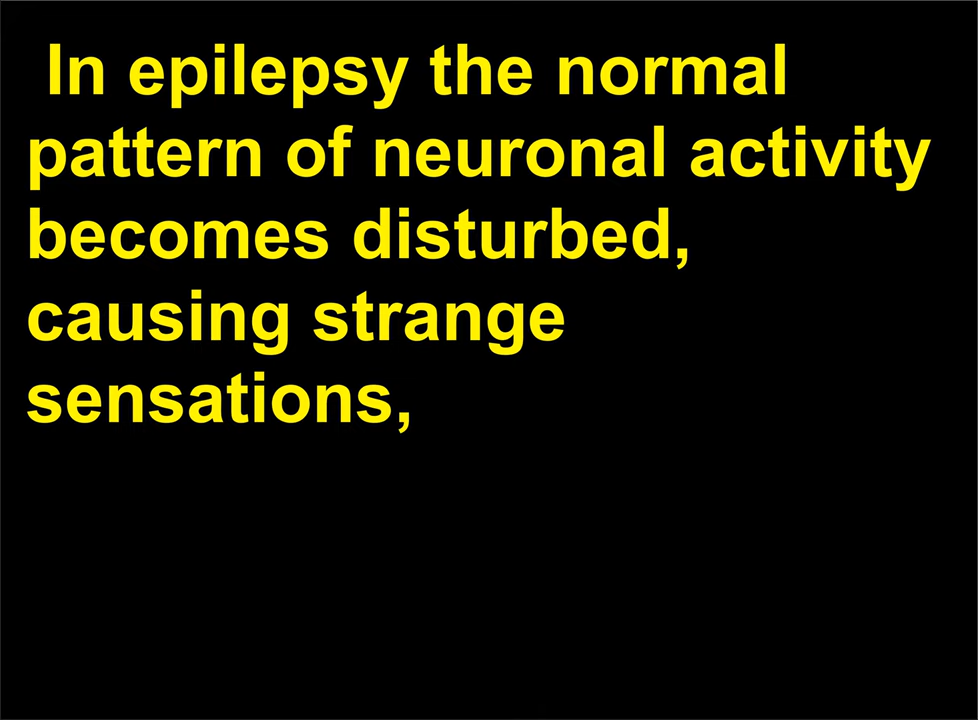 In epilepsy the normal
pattern of neuronal activity
becomes disturbed,
causing strange
sensations,